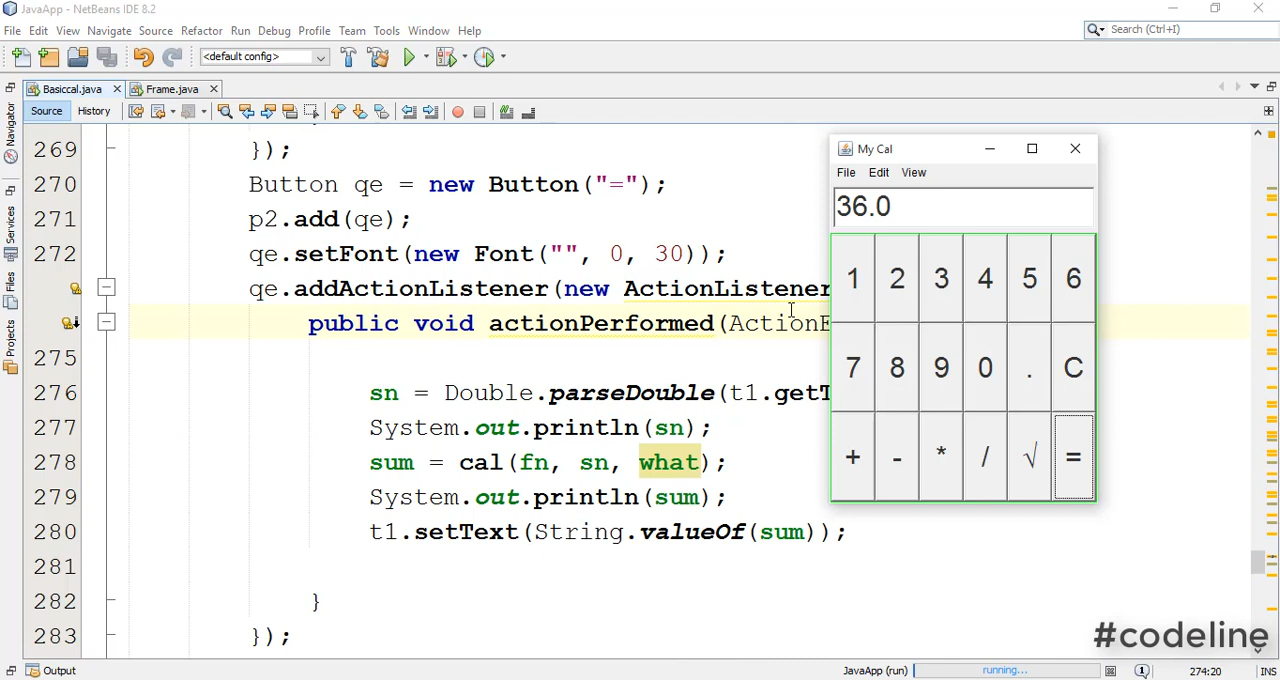 JavaApp - NetBeans IDE 8.2
File Edit View Navigate Source Refactor Run Debug Profile Team Tools Window Help
Search (Ctrl+I)
<default config>
Basiccal.java Frame.java
Source History
Navigator
Services
Files
Projects
269 });
270 Button qe = new Button("=");
271 p2.add(qe);
272 qe.setFont(new Font("", 0, 30));
qe.addActionListener(new ActionListener
public void actionPerformed(ActionE
275
276 sn = Double.parseDouble(t1.getT
277 System.out.println(sn);
278 sum = cal(fn, sn, what);
279 System.out.println(sum);
280 t1.setText(String.valueOf(sum));
281
282 }
283 });
My Cal
File Edit View
36.0
1 2 3 4 5 6
7 8 9 0 . C
+ - * / √ =
#codeline
Output
JavaApp (run) running... 1 274:20 INS